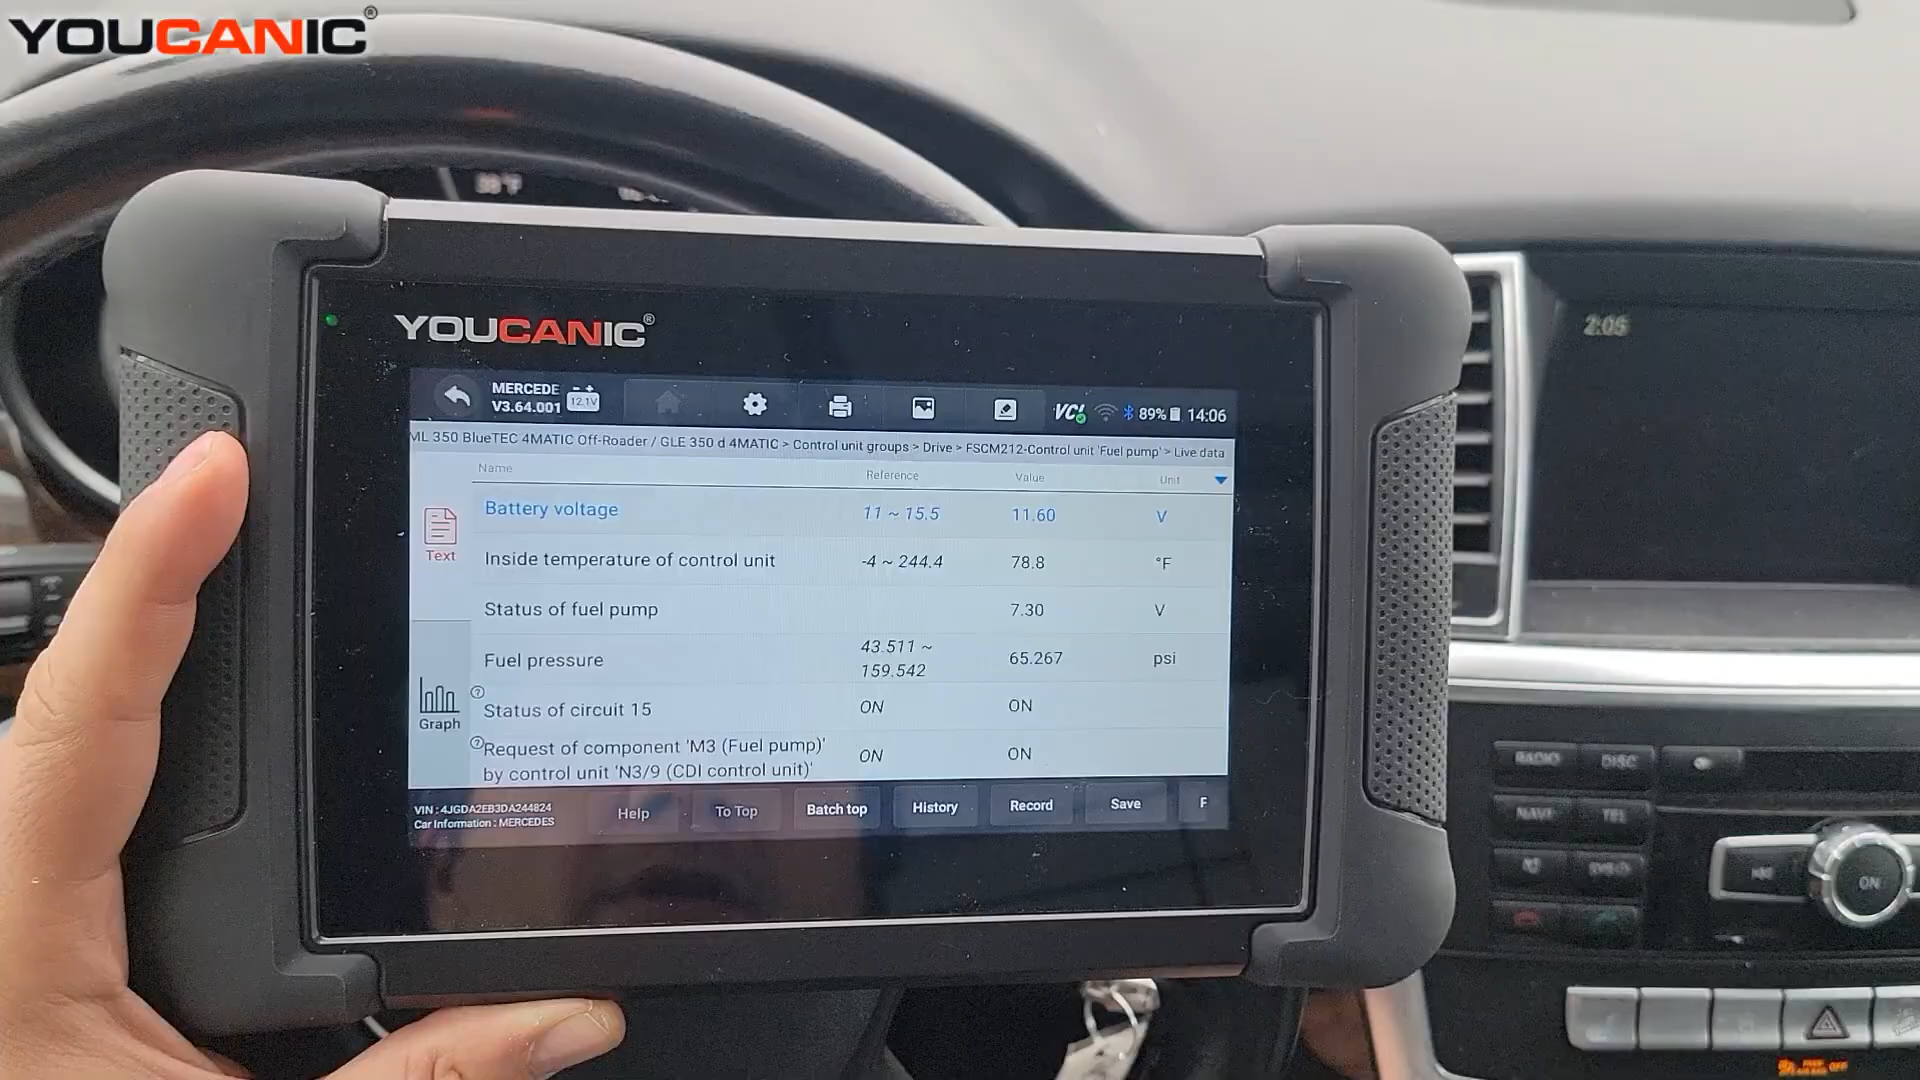 YOUCANIC®
2:05
YOUCANIC®
MERCEDE
V3.64.001
12.1V
VCI
89%
14:06
ML 350 BlueTEC 4MATIC Off-Roader / GLE 350 d 4MATIC > Control unit groups > Drive > FSCM212-Control unit 'Fuel pump' > Live data
Name Reference Value Unit
Battery voltage 11 ~ 15.5 11.60 V
Text
Inside temperature of control unit -4 ~ 244.4 78.8 °F
Status of fuel pump 7.30 V
Fuel pressure 43.511 ~ 159.542 65.267 psi
Graph
Status of circuit 15 ON ON
Request of component 'M3 (Fuel pump)' ON ON
by control unit 'N3/9 (CDI control unit)'
VIN : 4JGDA2EB3DA244824
Car Information : MERCEDES
Help To Top Batch top History Record Save F
RADIO DISC
NAVI TEL
ON
OFF